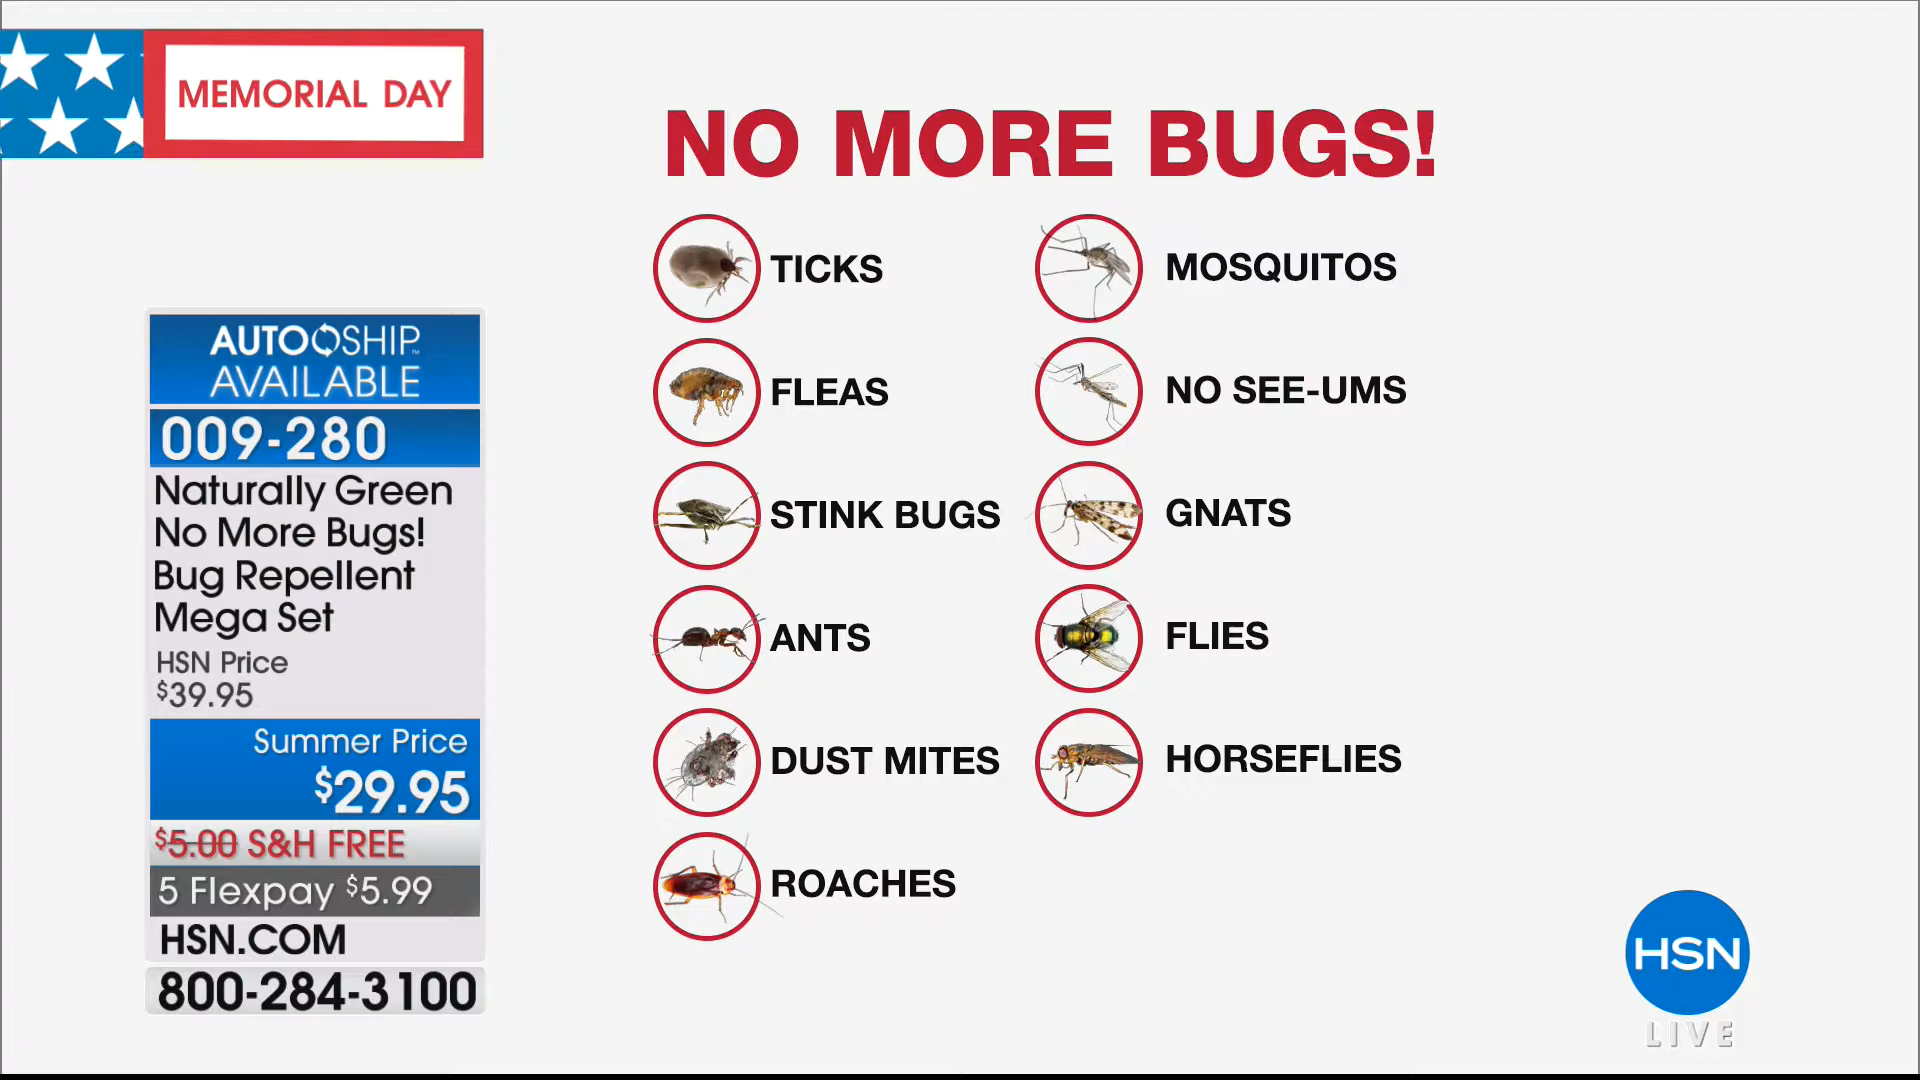 MEMORIAL DAY
NO MORE BUGS!
TICKS
FLEAS
STINK BUGS
ANTS
DUST MITES
ROACHES
MOSQUITOS
NO SEE-UMS
GNATS
FLIES
HORSEFLIES
AUTO SHIP™
AVAILABLE
009-280
Naturally Green
No More Bugs!
Bug Repellent
Mega Set
HSN Price
$39.95
Summer Price
$29.95
$5.00 S&H FREE
5 Flexpay $5.99
HSN.COM
800-284-3100
HSN
LIVE